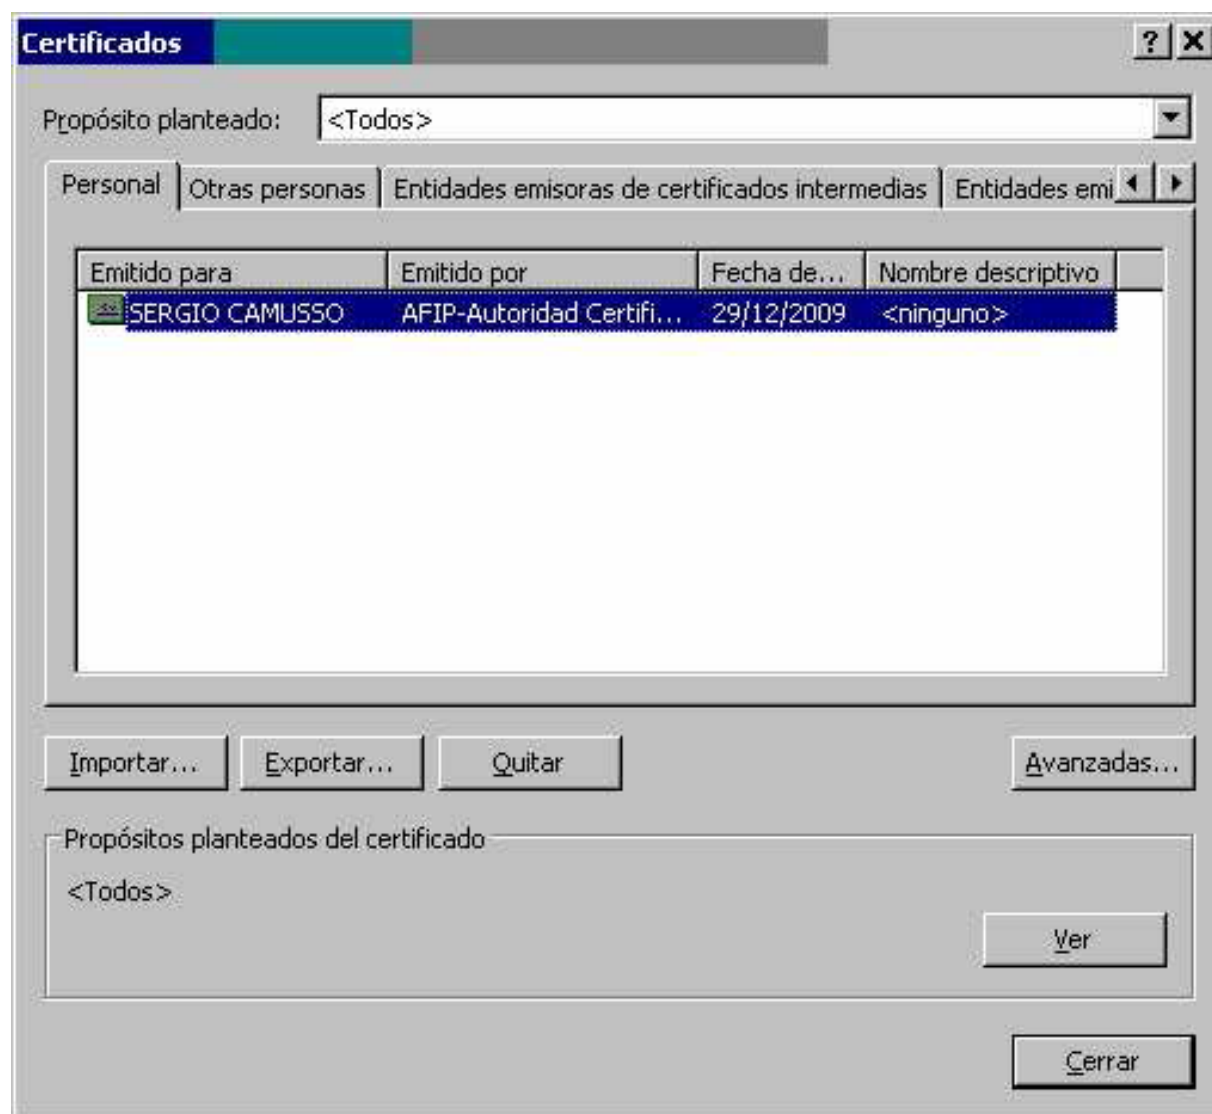 Certificados
Propósito planteado: <Todos>
Personal Otras personas Entidades emisoras de certificados intermedias Entidades emi
Emitido para Emitido por Fecha de... Nombre descriptivo
SERGIO CAMUSSO AFIP-Autoridad Certifi... 29/12/2009 <ninguno>
Importar... Exportar... Quitar Avanzadas...
Propósitos planteados del certificado
<Todos>
Ver
Cerrar